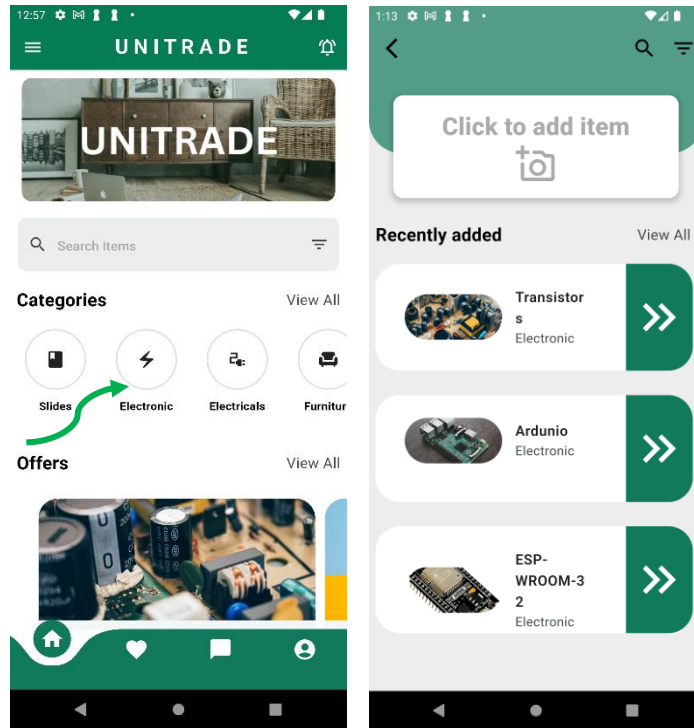 12:57
UNITRADE
UNITRADE
Search Items
Categories
View All
Slides
Electronic
Electricals
Furnitur
Offers
View All
1:13
Click to add item
Recently added
View All
Transistor
s
Electronic
Ardunio
Electronic
ESP-
WROOM-3
2
Electronic